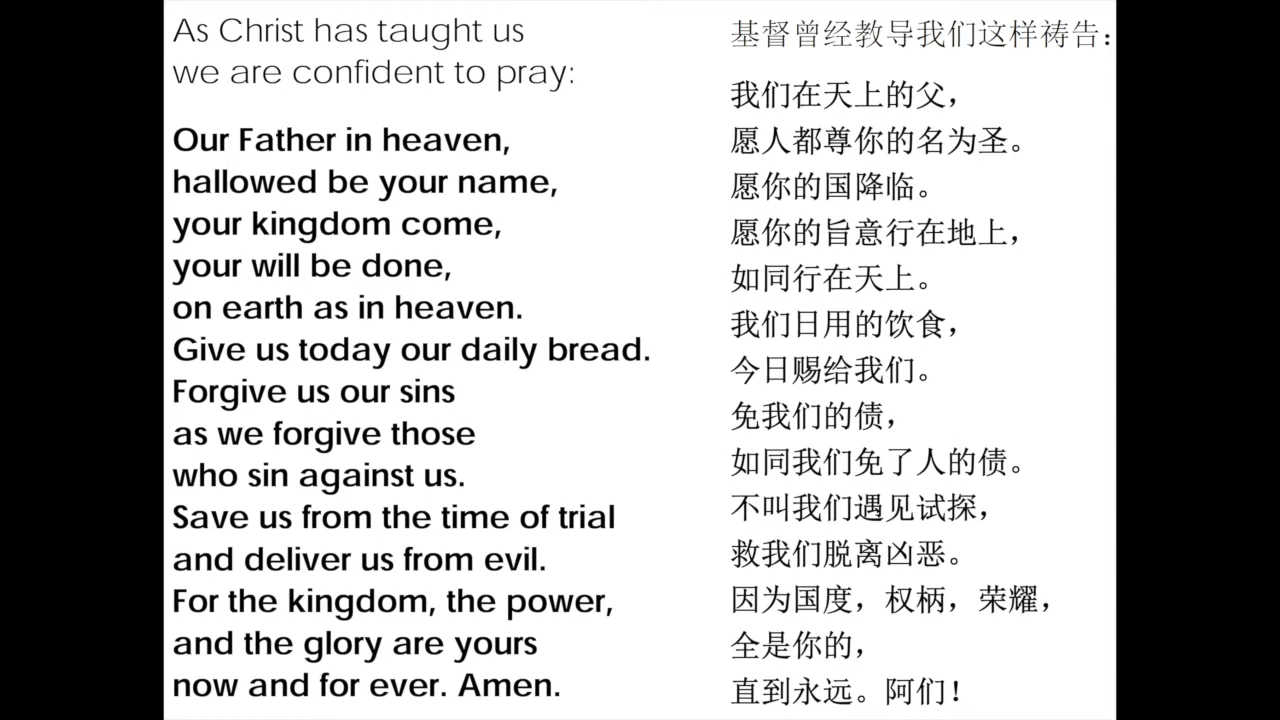 As Christ has taught us
we are confident to pray:
Our Father in heaven,
hallowed be your name,
your kingdom come,
your will be done,
on earth as in heaven.
Give us today our daily bread.
Forgive us our sins
as we forgive those
who sin against us.
Save us from the time of trial
and deliver us from evil.
For the kingdom, the power,
and the glory are yours
now and for ever. Amen.
基督曾经教导我们这样祷告：
我们在天上的父，
愿人都尊你的名为圣。
愿你的国降临。
愿你的旨意行在地上，
如同行在天上。
我们日用的饮食，
今日赐给我们。
免我们的债，
如同我们免了人的债。
不叫我们遇见试探，
救我们脱离凶恶。
因为国度，权柄，荣耀，
全是你的，
直到永远。阿们！